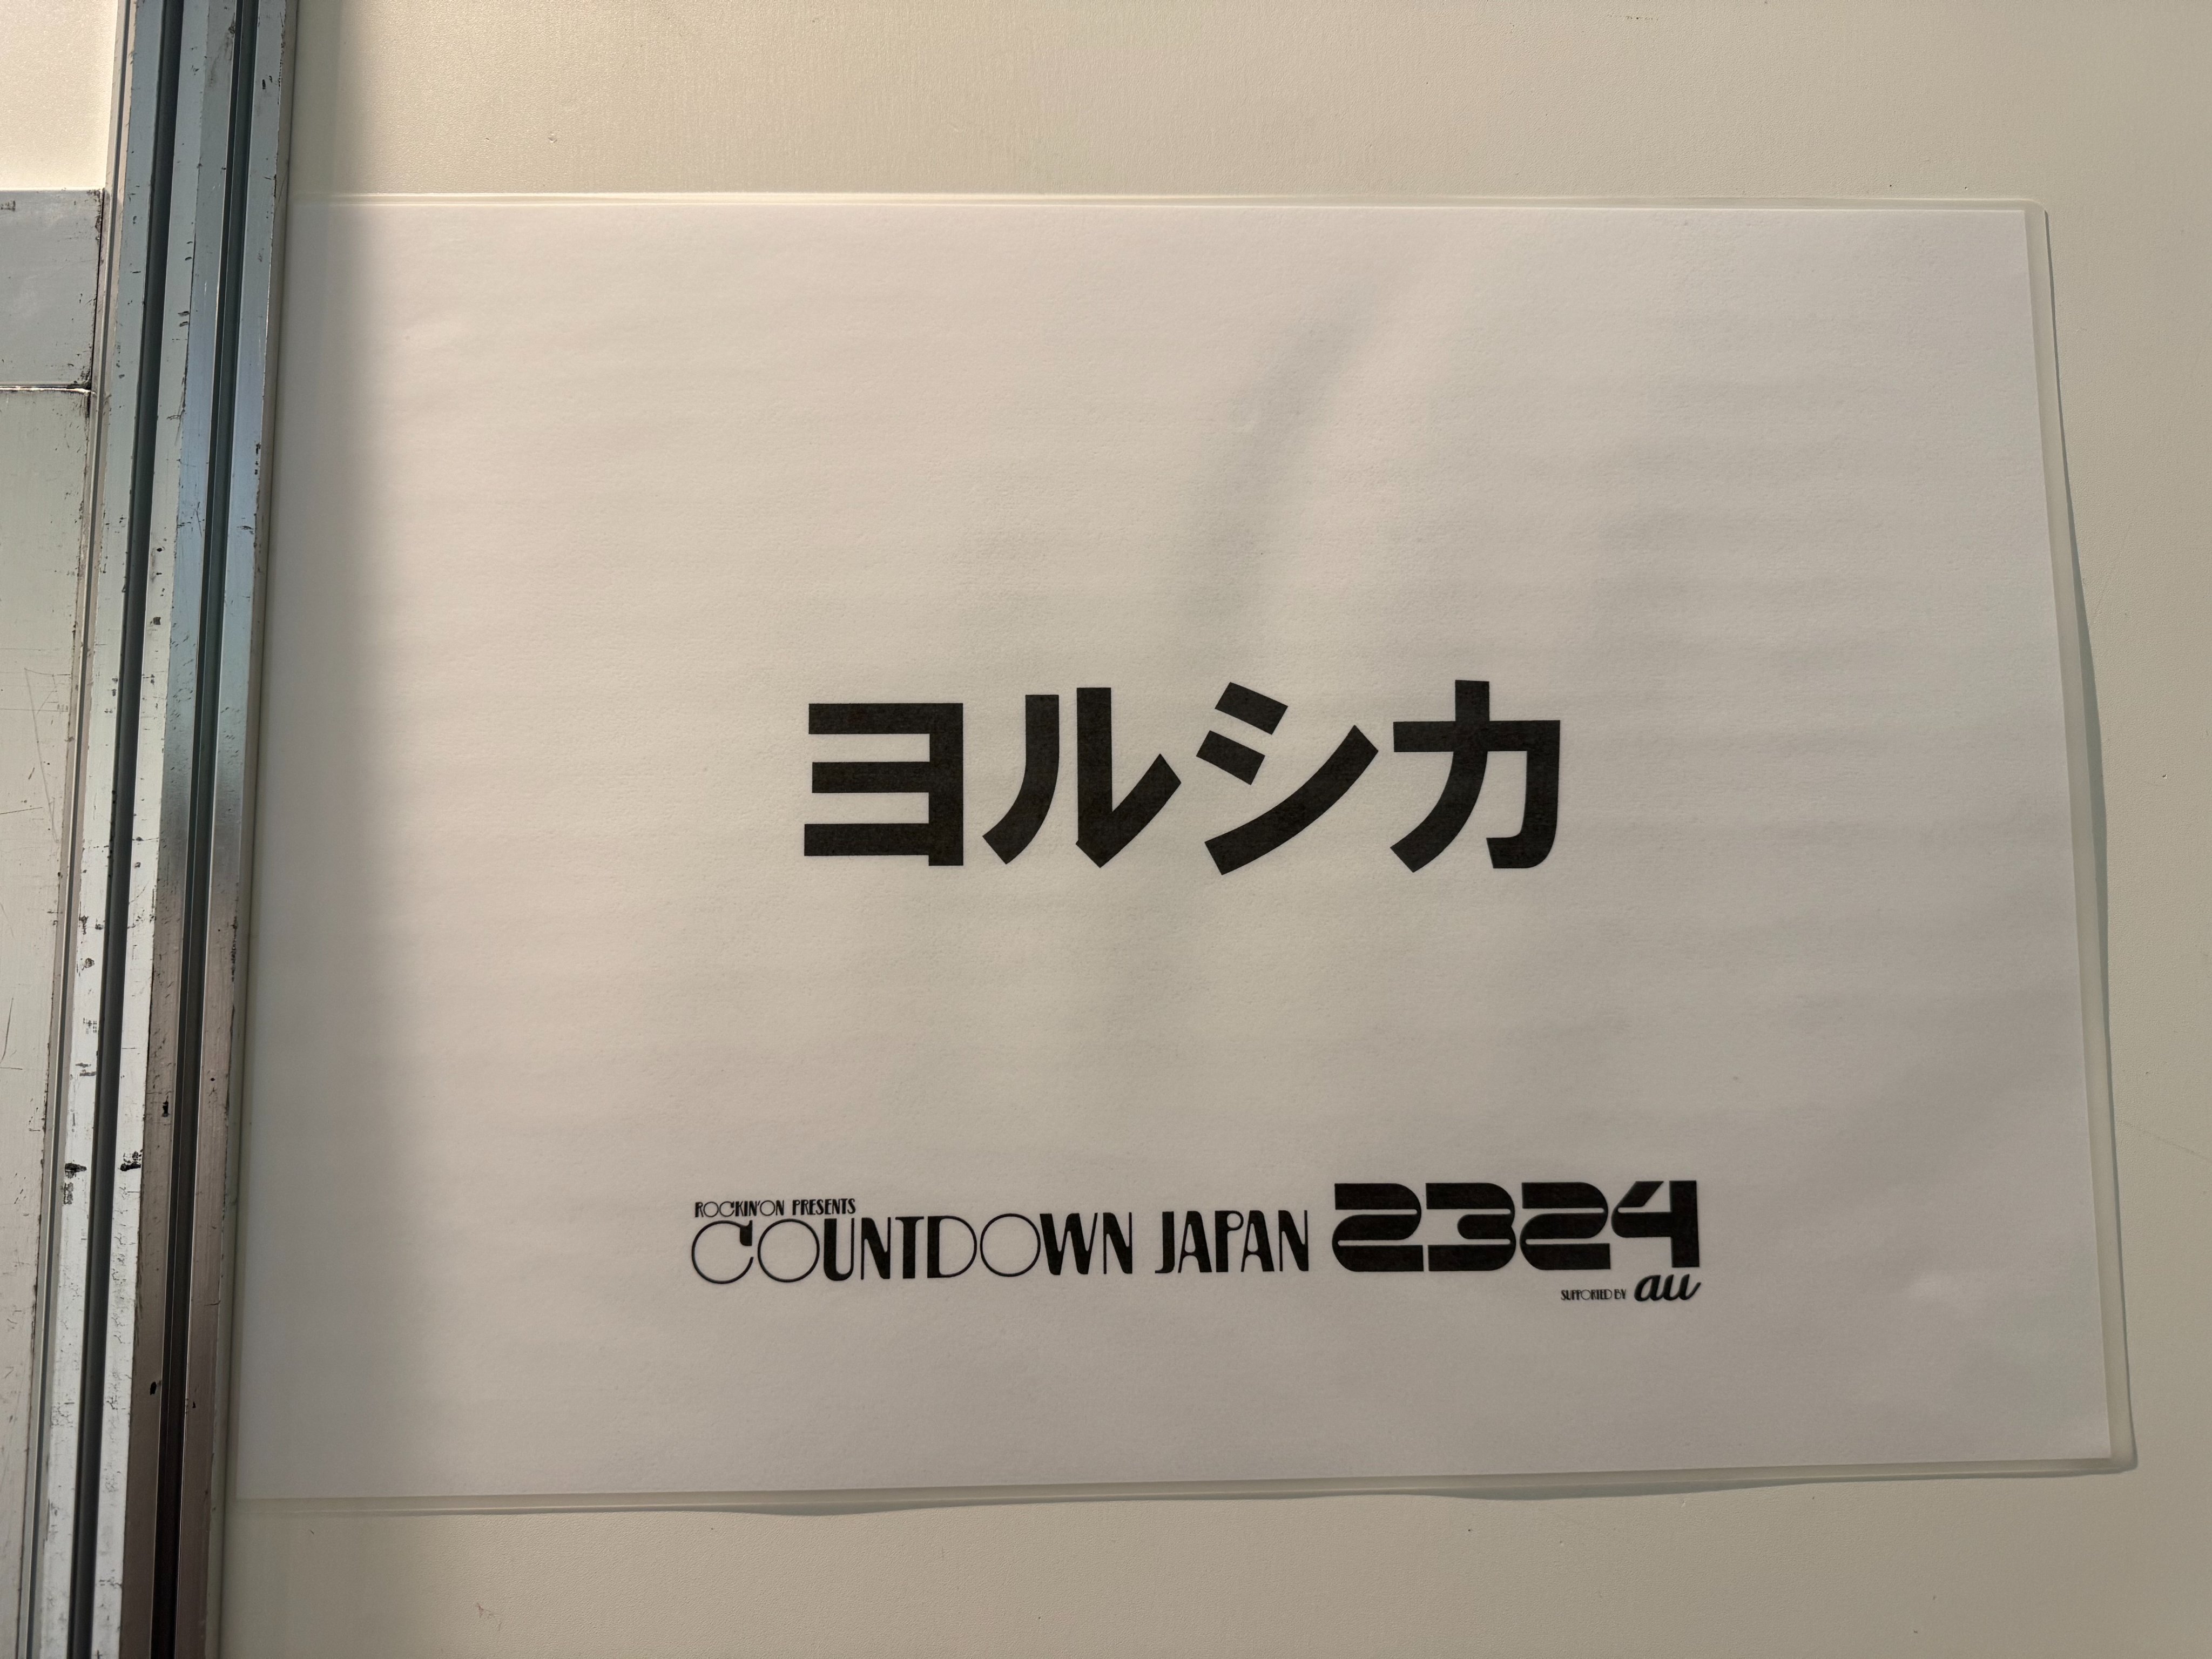 ヨルシカ
ROCKIN'ON PRESENTS
COUNTDOWN JAPAN 2324
SUPPORTED BY au